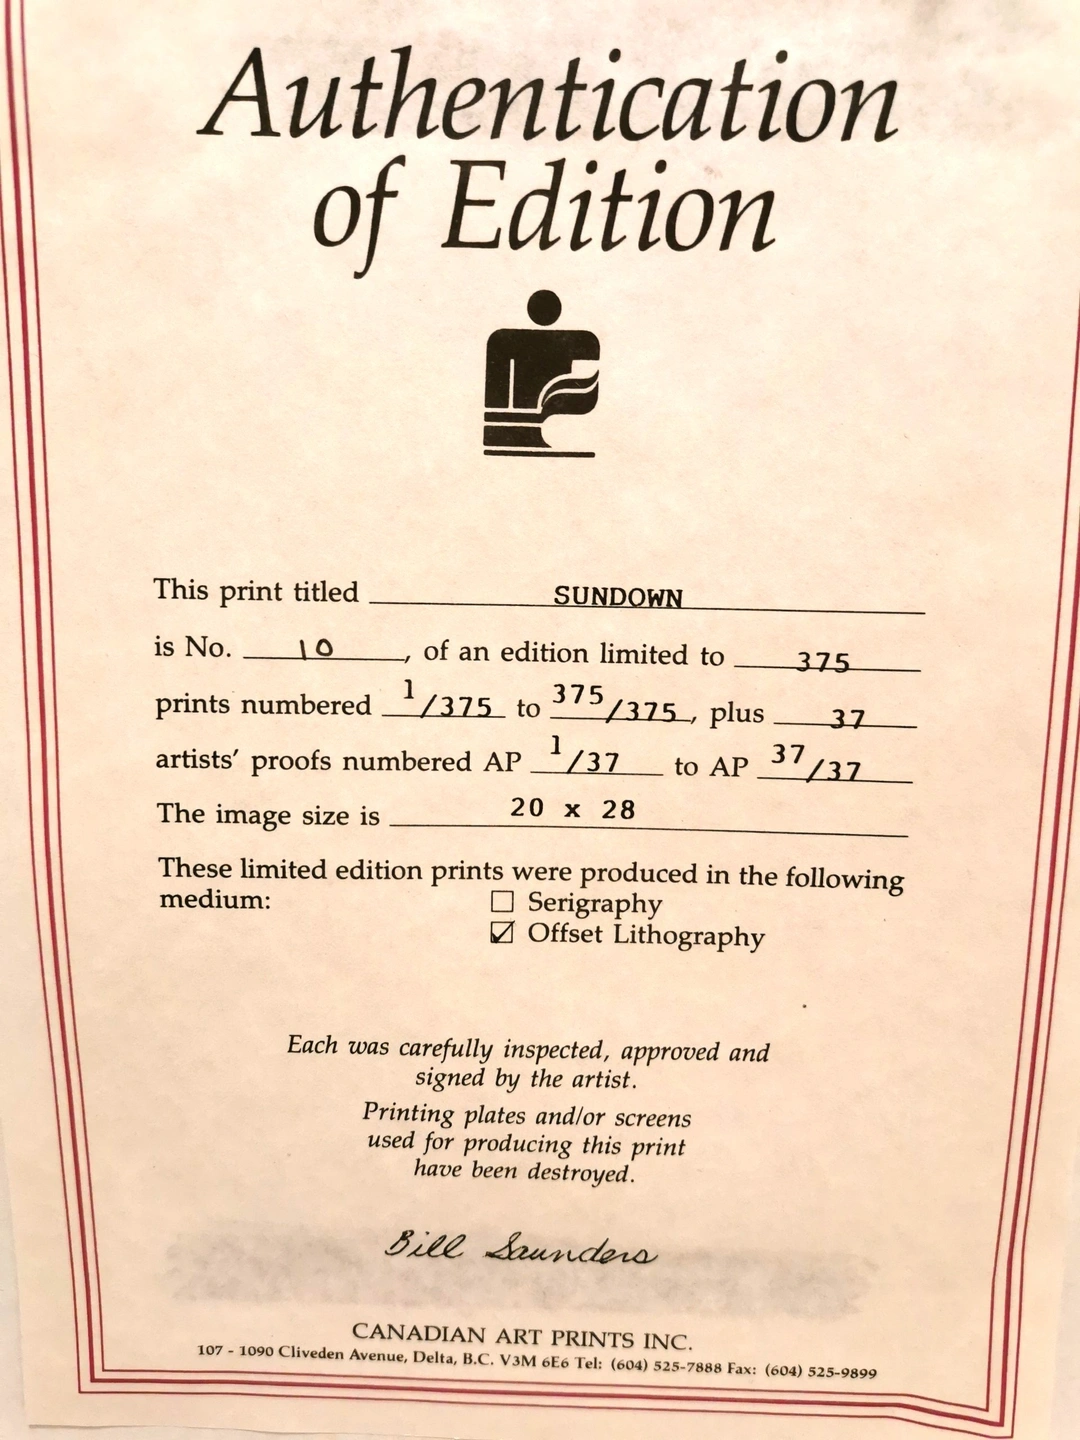 Authentication
of Edition
This print titled SUNDOWN
is No. 10, of an edition limited to 375
prints numbered 1/375 to 375/375, plus 37
artists' proofs numbered AP 1/37 to AP 37/37
The image size is 20 x 28
These limited edition prints were produced in the following
medium: ☐ Serigraphy
☑ Offset Lithography
Each was carefully inspected, approved and
signed by the artist.
Printing plates and/or screens
used for producing this print
have been destroyed.
Bill Saunders
CANADIAN ART PRINTS INC.
107 - 1090 Cliveden Avenue, Delta, B.C. V3M 6E6 Tel: (604) 525-7888 Fax: (604) 525-9899